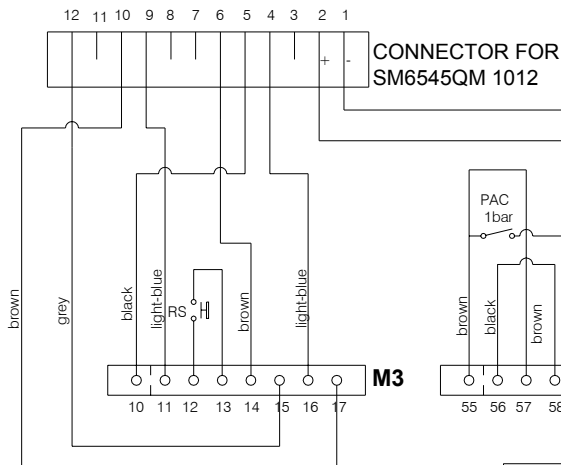 12 11 10 9 8 7 6 5 4 3 2 1
+ -
CONNECTOR FOR
SM6545QM 1012
PAC
1bar
brown
grey
black
light-blue
RS
brown
light-blue
brown
black
brown
M3
10 11 12 13 14 15 16 17
55 56 57 58